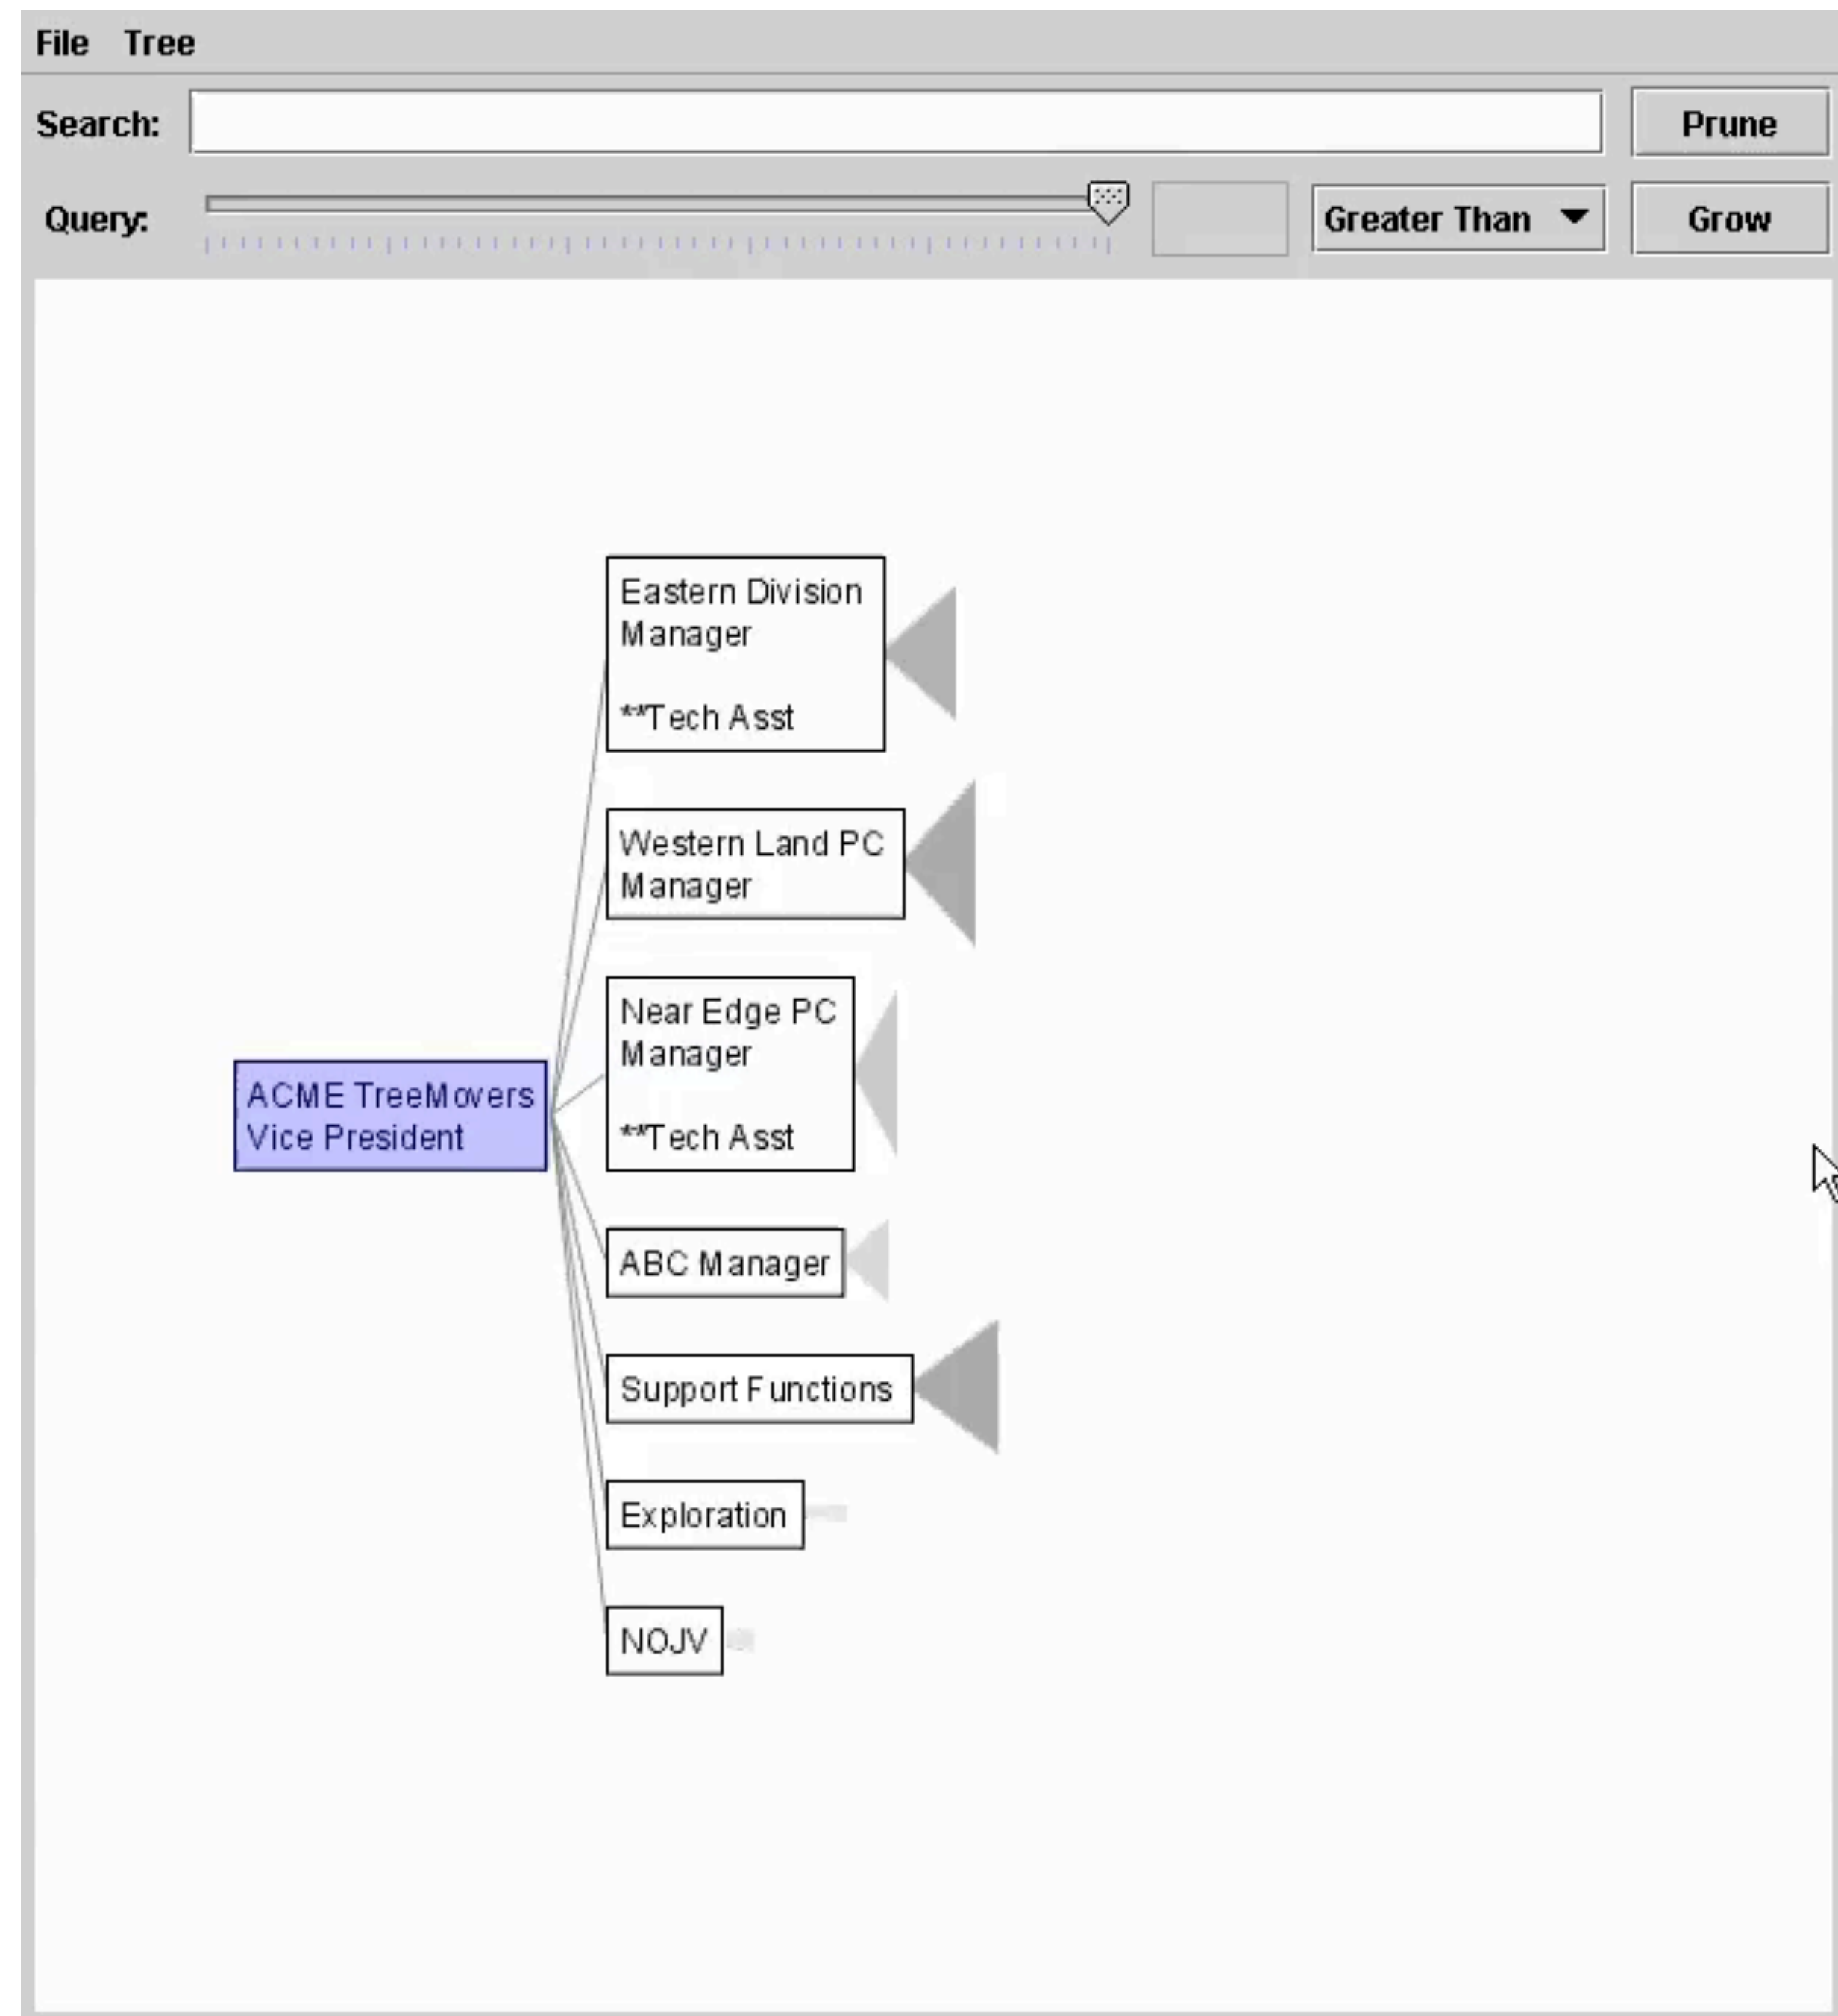 File Tree
Search:
Prune
Query:
Greater Than
Grow
Eastern Division
Manager
**Tech Asst
Western Land PC
Manager
Near Edge PC
Manager
**Tech Asst
ACME TreeMovers
Vice President
ABC Manager
Support Functions
Exploration
NOJV